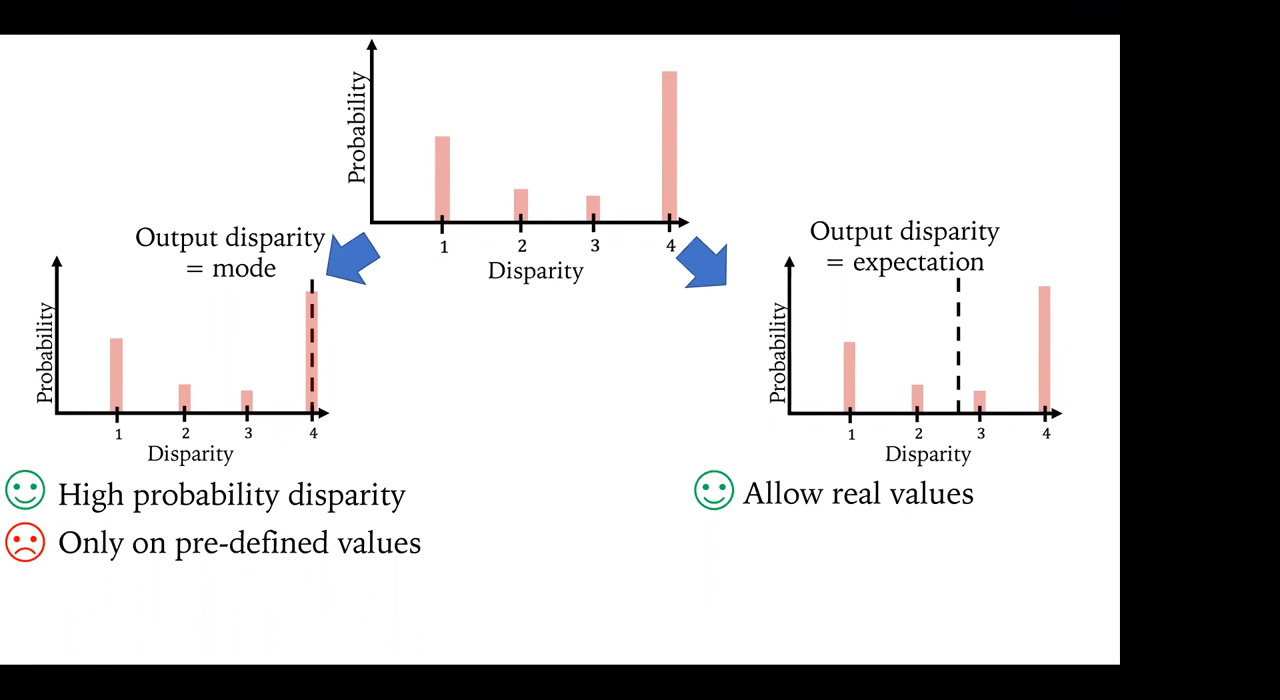 Probability
1 2 3 4
Disparity
Output disparity
= mode
Probability
1 2 3 4
Disparity
High probability disparity
Only on pre-defined values
Output disparity
= expectation
Probability
1 2 3 4
Disparity
Allow real values